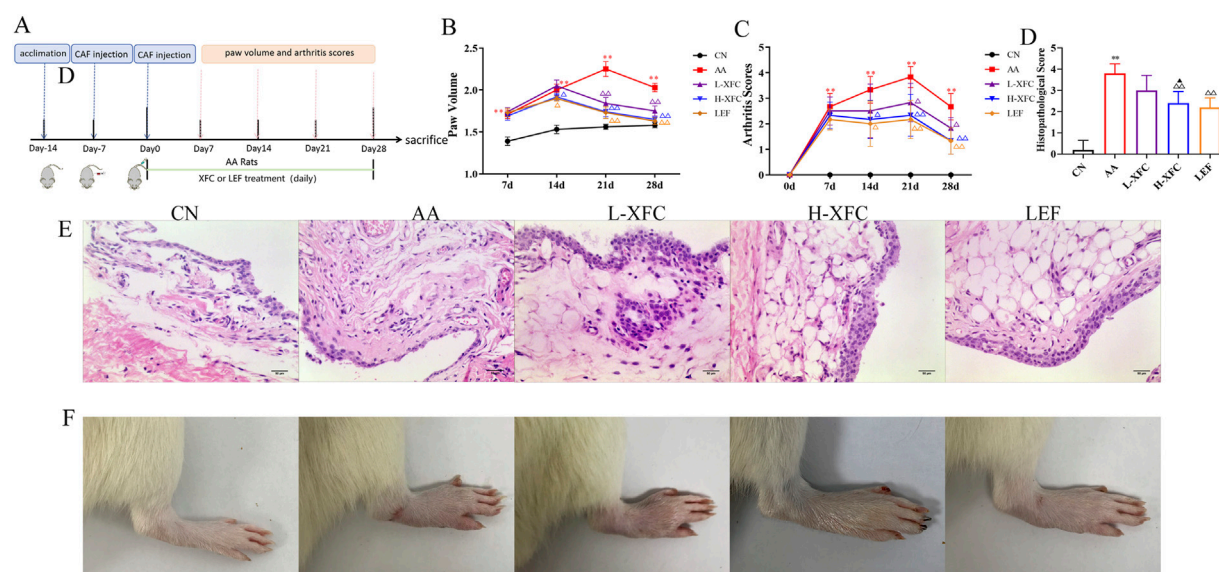 A
acclimation
CAF injection
CAF injection
paw volume and arthritis scores
D
sacrifice
Day-14
Day-7
Day0
Day7
Day14
Day21
Day28
AA Rats
XFC or LEF treatment (daily)
B
Paw Volume
2.5
2.0
1.5
1.0
7d
14d
21d
28d
**
**
**
**
△
△
△△
△△
△△
△△
△△
△△
CN
AA
L-XFC
H-XFC
LEF
C
Arthritis Scores
5
4
3
2
1
0
0d
7d
14d
21d
28d
**
**
**
**
△
△
△
△△
△
△△
△△
CN
AA
L-XFC
H-XFC
LEF
D
Histopathological Score
5
4
3
2
1
0
**
▲
△△
△△
CN
AA
L-XFC
H-XFC
LEF
E
CN
AA
L-XFC
H-XFC
LEF
F